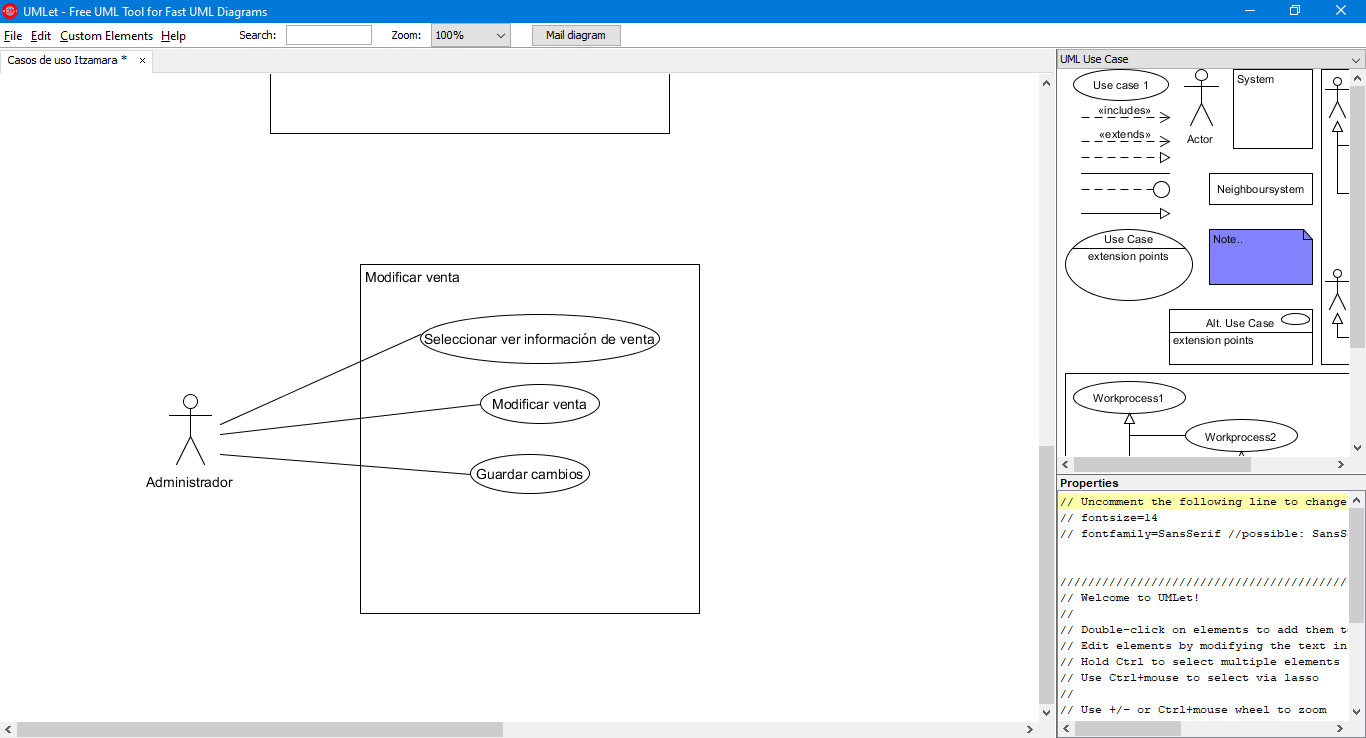 UMLet - Free UML Tool for Fast UML Diagrams
File Edit Custom Elements Help Search: Zoom: 100% Mail diagram
Casos de uso Itzamara *
Modificar venta
Seleccionar ver información de venta
Modificar venta
Guardar cambios
Administrador
UML Use Case
Use case 1
«includes»
«extends»
Actor
System
Neighboursystem
Use Case
extension points
Note..
Alt. Use Case
extension points
Workprocess1
Workprocess2
Properties
// Uncomment the following line to change
// fontsize=14
// fontfamily=SansSerif //possible: SansS
/////////////////////////////////////////
// Welcome to UMLet!
//
// Double-click on elements to add them t
// Edit elements by modifying the text in
// Hold Ctrl to select multiple elements
// Use Ctrl+mouse to select via lasso
//
// Use +/- or Ctrl+mouse wheel to zoom